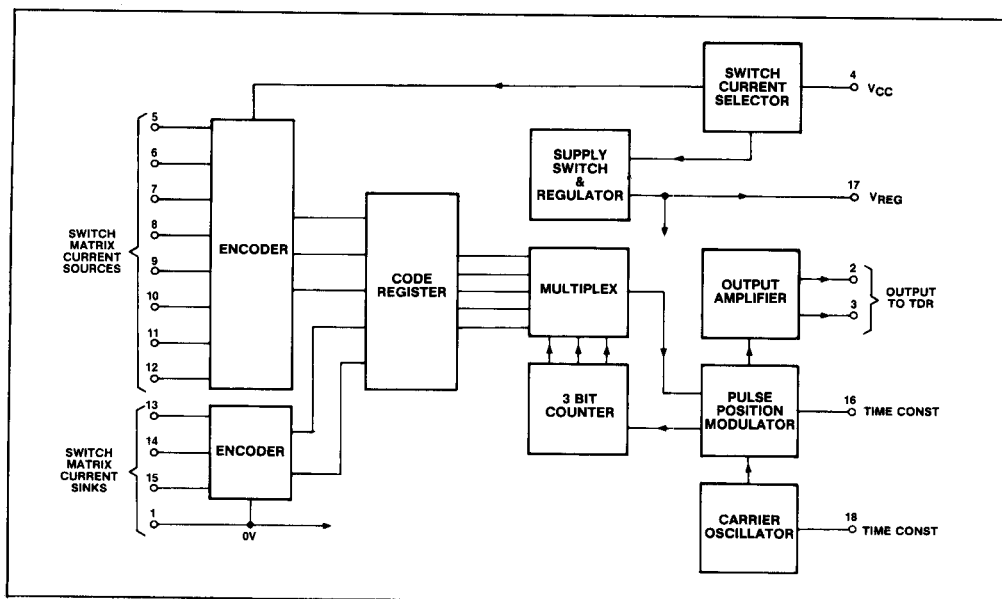 SWITCH
CURRENT
SELECTOR
4
VCC
SUPPLY
SWITCH
&
REGULATOR
17
VREG
5
6
7
8
9
10
11
12
SWITCH
MATRIX
CURRENT
SOURCES
ENCODER
CODE
REGISTER
MULTIPLEX
OUTPUT
AMPLIFIER
2
3
OUTPUT
TO TDR
13
14
15
1
SWITCH
MATRIX
CURRENT
SINKS
ENCODER
0V
3 BIT
COUNTER
PULSE
POSITION
MODULATOR
16
TIME CONST
CARRIER
OSCILLATOR
18
TIME CONST